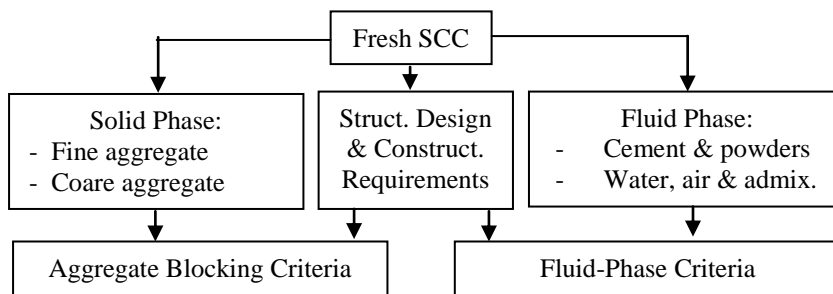 Fresh SCC
Solid Phase:
- Fine aggregate
- Coare aggregate
Struct. Design
& Construct.
Requirements
Fluid Phase:
- Cement & powders
- Water, air & admix.
Aggregate Blocking Criteria
Fluid-Phase Criteria